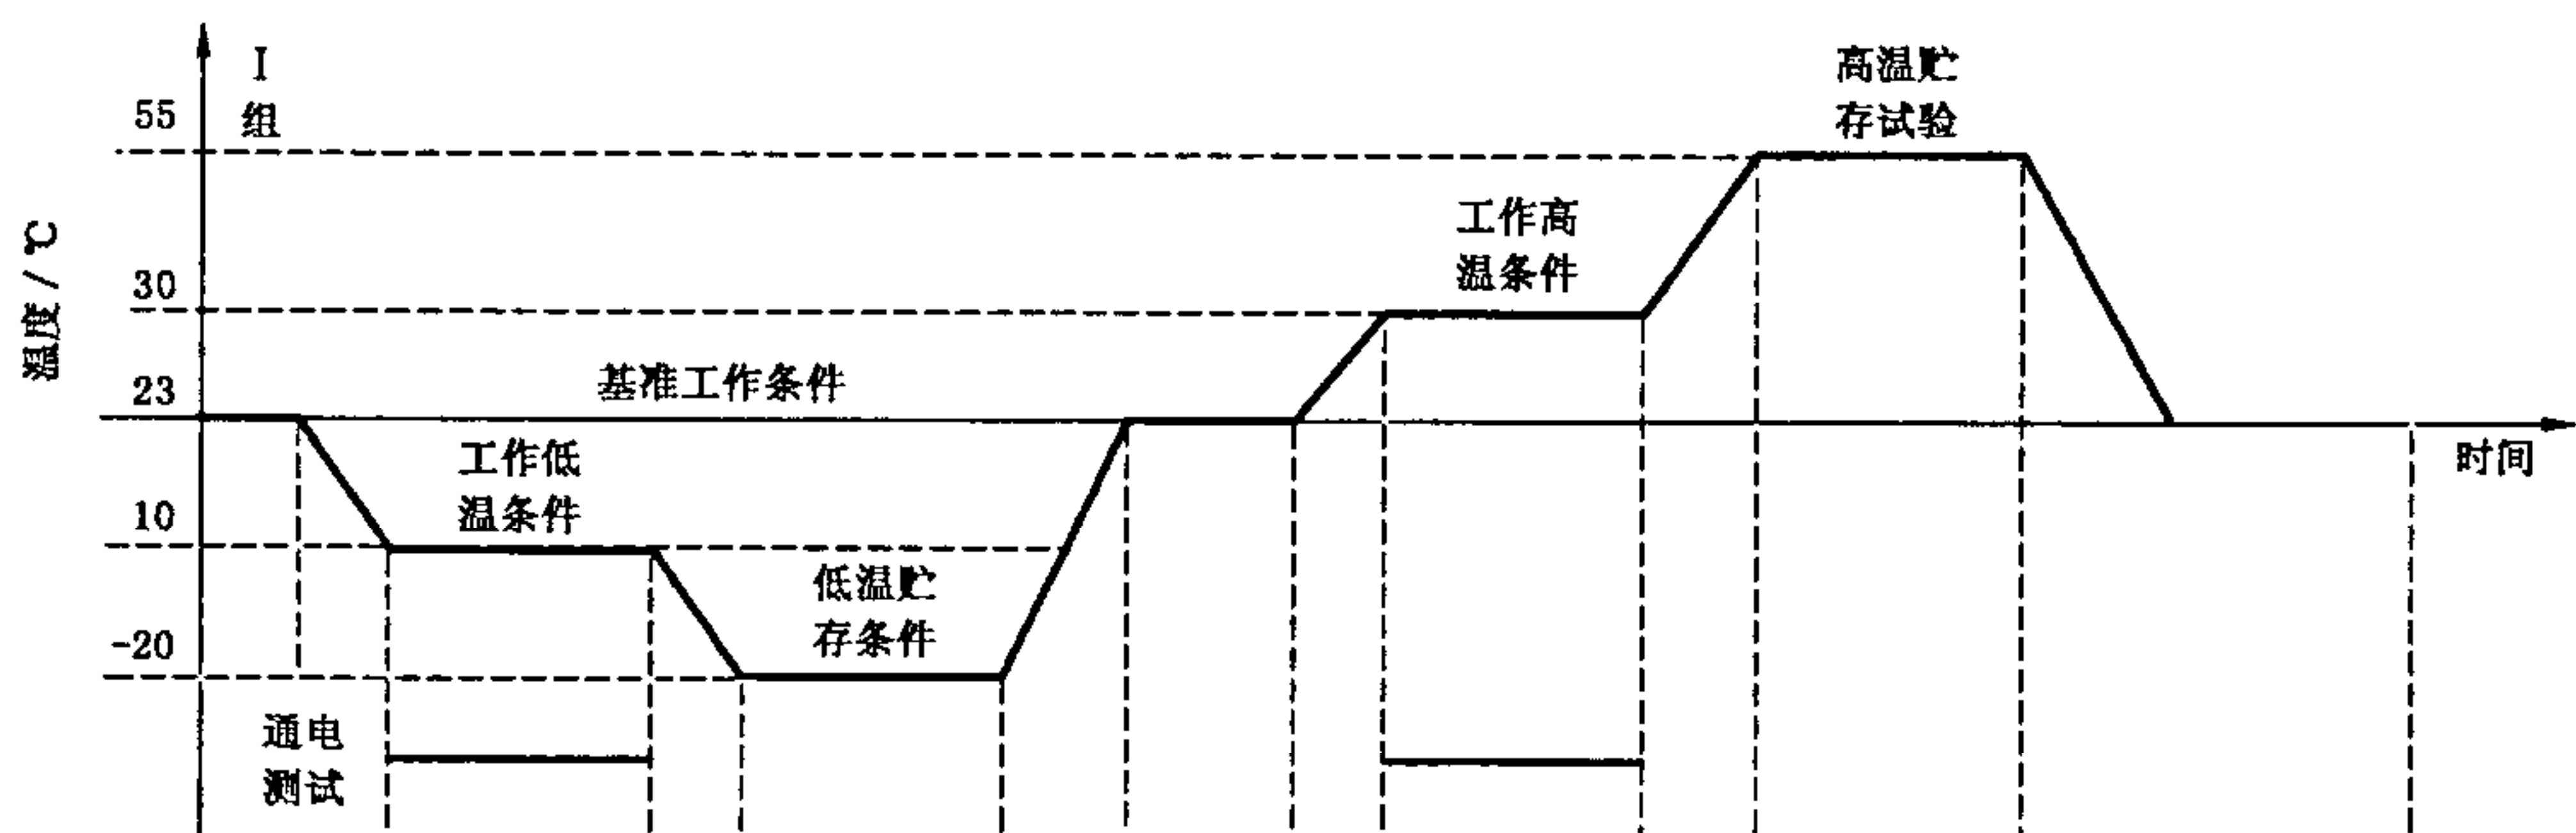 I
组
高温贮
存试验
55
工作高
温条件
温度/℃
30
基准工作条件
23
时间
工作低
温条件
10
低温贮
存条件
-20
通电
测试